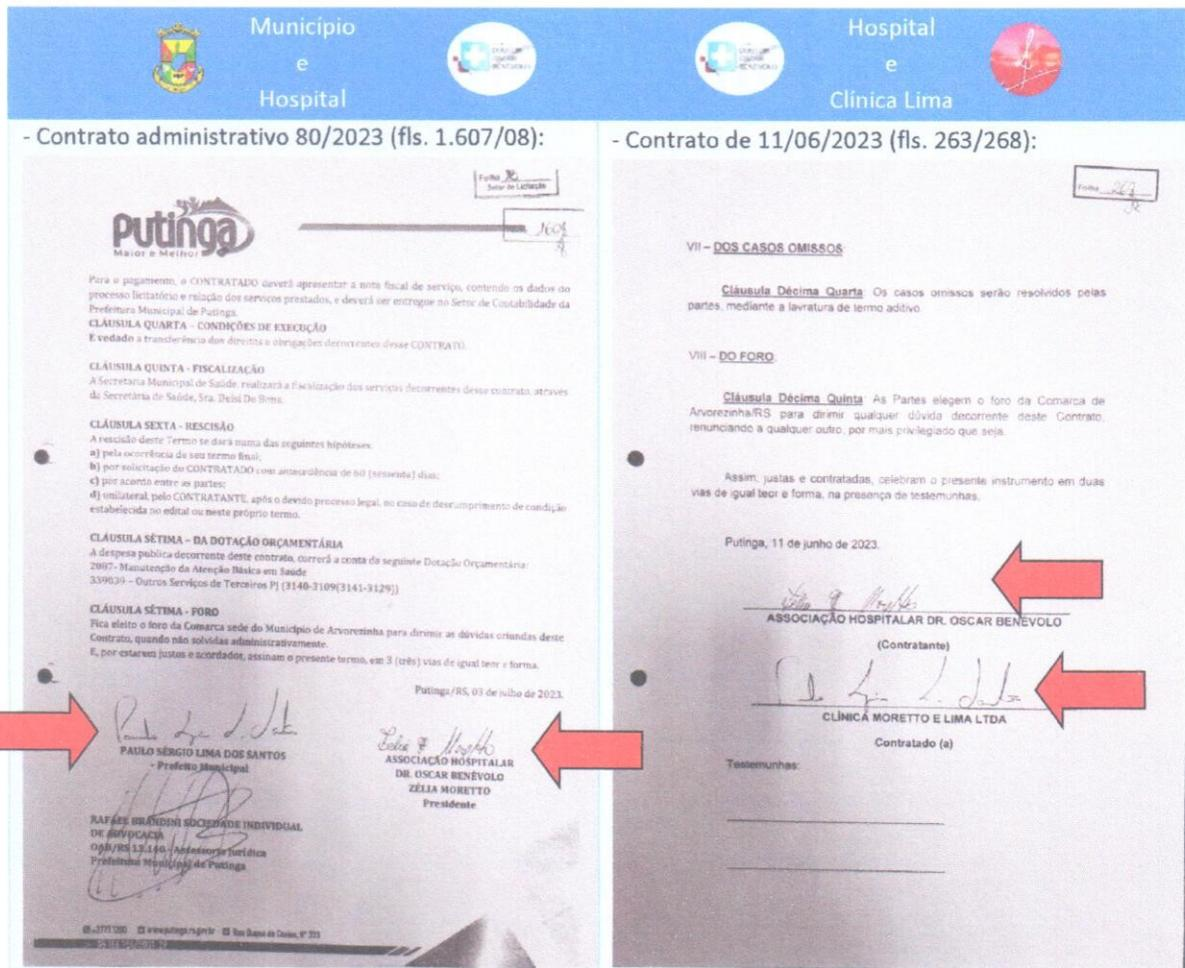 Município
e
Hospital
Hospital
e
Clínica Lima
- Contrato administrativo 80/2023 (fls. 1.607/08):
Folha
Setor de Licitação
Putinga
Maior e Melhor
Para o pagamento, o CONTRATADO deverá apresentar a nota fiscal de serviço, contendo os dados do
processo licitatório e relação dos serviços prestados, e deverá ser entregue no Setor de Contabilidade da
Prefeitura Municipal de Putinga.
CLÁUSULA QUARTA – CONDIÇÕES DE EXECUÇÃO
É vedado a transferência dos direitos e obrigações decorrentes desse CONTRATO.
CLÁUSULA QUINTA - FISCALIZAÇÃO
A Secretaria Municipal de Saúde, realizará a fiscalização dos serviços decorrentes desse contrato, através
da Secretária de Saúde, Sra. Deisi De Bona.
CLÁUSULA SEXTA - RESCISÃO
A rescisão deste Termo se dará numa das seguintes hipóteses:
a) pela ocorrência de seu termo final;
b) por solicitação do CONTRATADO com antecedência de 60 (sessenta) dias;
c) por acordo entre as partes;
d) unilateral, pelo CONTRATANTE, após o devido processo legal, no caso de descumprimento de condição
estabelecida no edital ou neste próprio termo.
CLÁUSULA SÉTIMA – DA DOTAÇÃO ORÇAMENTÁRIA
A despesa publica decorrente deste contrato, correrá a conta da seguinte Dotação Orçamentária:
2087- Manutenção da Atenção Básica em Saúde
339039 – Outros Serviços de Terceiros PJ (3140-3109(3141-3129))
CLÁUSULA SÉTIMA - FORO
Fica eleito o foro da Comarca sede do Município de Arvorezinha para dirimir as dúvidas oriundas deste
Contrato, quando não solvidas administrativamente.
E, por estarem justos e acordados, assinam o presente termo, em 3 (três) vias de igual teor e forma.
Putinga/RS, 03 de julho de 2023.
PAULO SÉRGIO LIMA DOS SANTOS
- Prefeito Municipal
ASSOCIAÇÃO HOSPITALAR
DR. OSCAR BENÉVOLO
ZÉLIA MORETTO
Presidente
RAFAEL BRANDINI SOCIEDADE INDIVIDUAL
DE ADVOCACIA
Assessoria Jurídica
Prefeitura Municipal de Putinga
- Contrato de 11/06/2023 (fls. 263/268):
Folha
VII – DOS CASOS OMISSOS:
Cláusula Décima Quarta: Os casos omissos serão resolvidos pelas
partes, mediante a lavratura de termo aditivo.
VIII – DO FORO:
Cláusula Décima Quinta: As Partes elegem o foro da Comarca de
Arvorezinha/RS para dirimir qualquer dúvida decorrente deste Contrato,
renunciando a qualquer outro, por mais privilegiado que seja.
Assim, justas e contratadas, celebram o presente instrumento em duas
vias de igual teor e forma, na presença de testemunhas.
Putinga, 11 de junho de 2023.
ASSOCIAÇÃO HOSPITALAR DR. OSCAR BENÉVOLO
(Contratante)
CLÍNICA MORETTO E LIMA LTDA
Contratado (a)
Testemunhas: